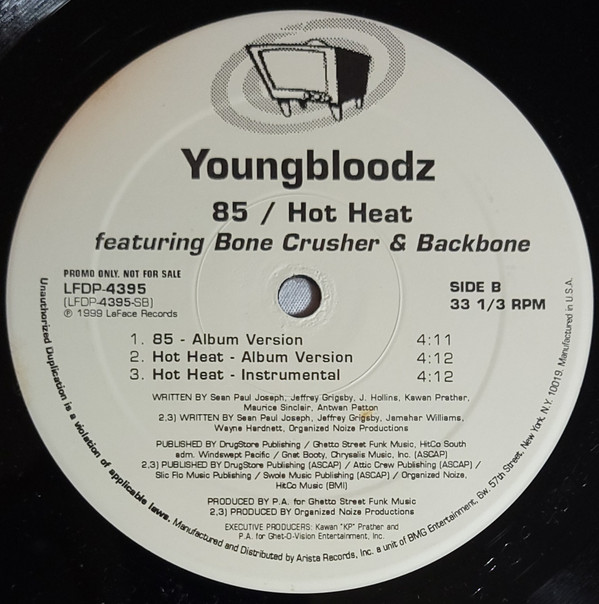 Youngbloodz
85 / Hot Heat
featuring Bone Crusher & Backbone
PROMO ONLY. NOT FOR SALE
LFDP-4395
(LFDP-4395-SB)
℗ 1999 LaFace Records
SIDE B
33 1/3 RPM
1. 85 - Album Version 4:11
2. Hot Heat - Album Version 4:12
3. Hot Heat - Instrumental 4:12
WRITTEN BY Sean Paul Joseph, Jeffrey Grigsby, J. Hollins, Kawan Prather,
Maurice Sinclair, Antwan Patton
2,3) WRITTEN BY Sean Paul Joseph, Jeffrey Grigsby, Jamahar Williams,
Wayne Hardnett, Organized Noize Productions
PUBLISHED BY DrugStore Publishing / Ghetto Street Funk Music, HitCo South
adm. Windswept Pacific / Gnat Booty, Chrysalis Music, Inc. (ASCAP)
2,3) PUBLISHED BY DrugStore Publishing (ASCAP) / Attic Crew Publishing (ASCAP) /
Slic Flo Music Publishing / Swole Music Publishing (ASCAP) / Organized Noize,
HitCo Music (BMI)
PRODUCED BY P.A. for Ghetto Street Funk Music
2,3) PRODUCED BY Organized Noize Productions
EXECUTIVE PRODUCERS: Kawan "KP" Prather and
P.A. for Ghet-O-Vision Entertainment, Inc.
Unauthorized Duplication is a violation of applicable laws. Manufactured and Distributed by Arista Records, Inc. a unit of BMG Entertainment, Bw, 57th Street, New York, N.Y. 10019. Manufactured in U.S.A.